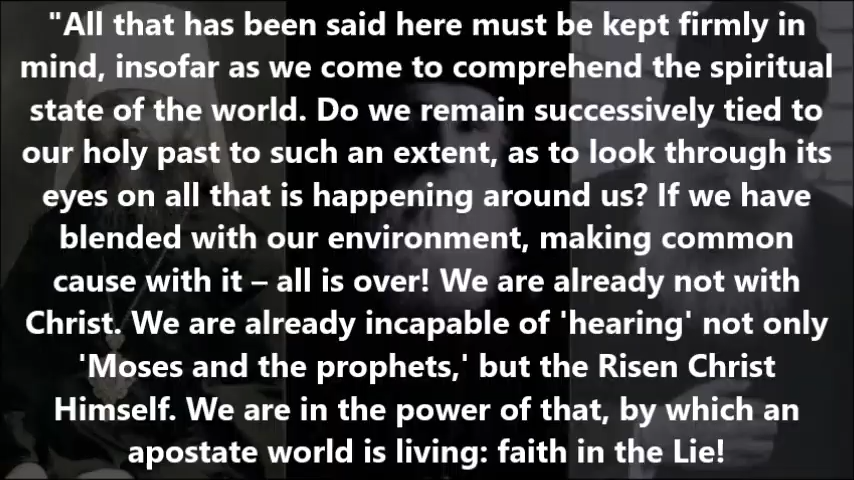 "All that has been said here must be kept firmly in
mind, insofar as we come to comprehend the spiritual
state of the world. Do we remain successively tied to
our holy past to such an extent, as to look through its
eyes on all that is happening around us? If we have
blended with our environment, making common
cause with it – all is over! We are already not with
Christ. We are already incapable of 'hearing' not only
'Moses and the prophets,' but the Risen Christ
Himself. We are in the power of that, by which an
apostate world is living: faith in the Lie!